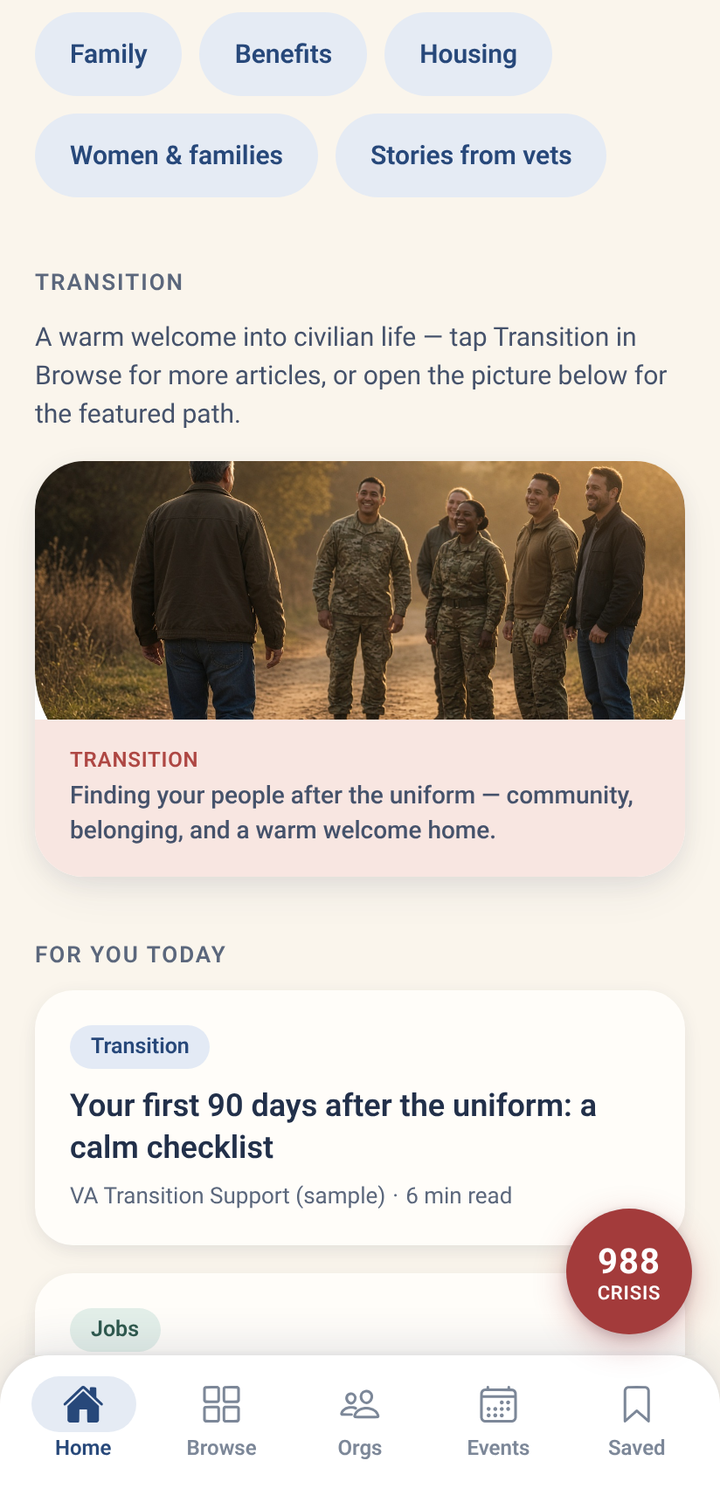 Family
Benefits
Housing
Women & families
Stories from vets
TRANSITION
A warm welcome into civilian life — tap Transition in
Browse for more articles, or open the picture below for
the featured path.
TRANSITION
Finding your people after the uniform — community,
belonging, and a warm welcome home.
FOR YOU TODAY
Transition
Your first 90 days after the uniform: a
calm checklist
VA Transition Support (sample) · 6 min read
988
CRISIS
Jobs
Home
Browse
Orgs
Events
Saved